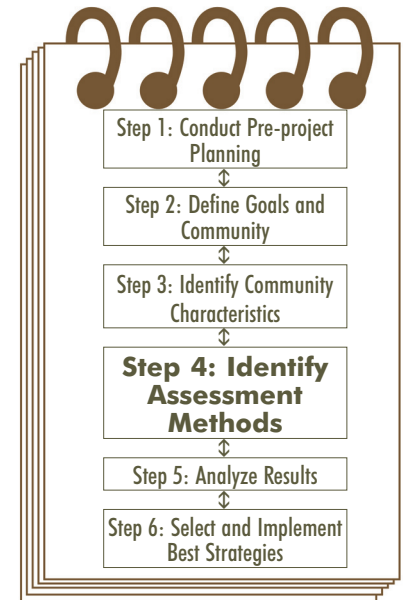 Step 1: Conduct Pre-project
Planning
Step 2: Define Goals and
Community
Step 3: Identify Community
Characteristics
Step 4: Identify
Assessment
Methods
Step 5: Analyze Results
Step 6: Select and Implement
Best Strategies